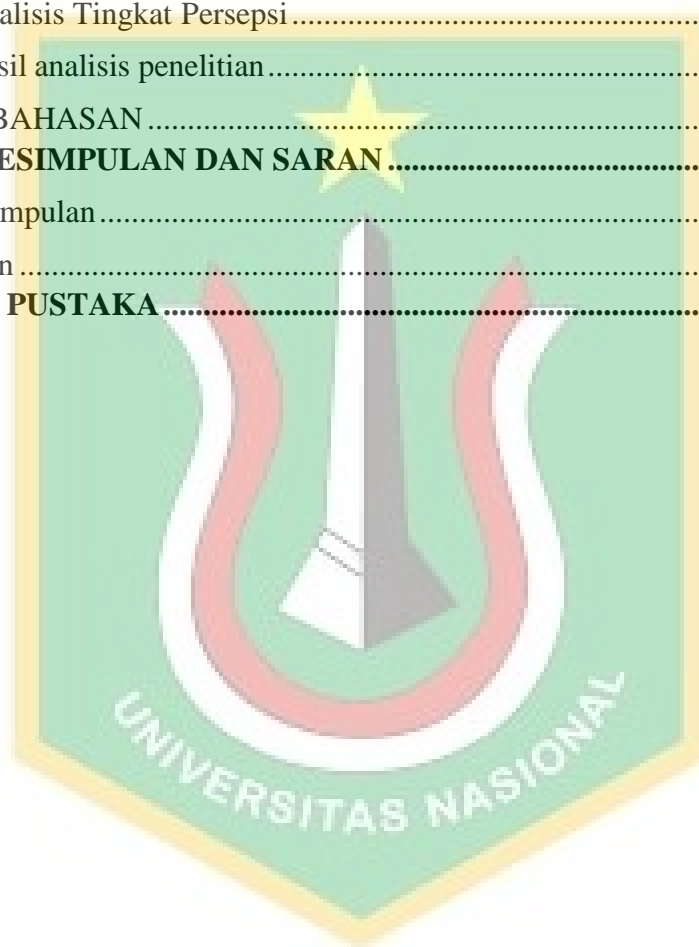 alisis Tingkat Persepsi........................................................
sil analisis penelitian...........................................................
BAHASAN..........................................................................
ESIMPULAN DAN SARAN..........................................
mpulan................................................................................
n..........................................................................................
PUSTAKA.........................................................................
UNIVERSITAS NASIONAL